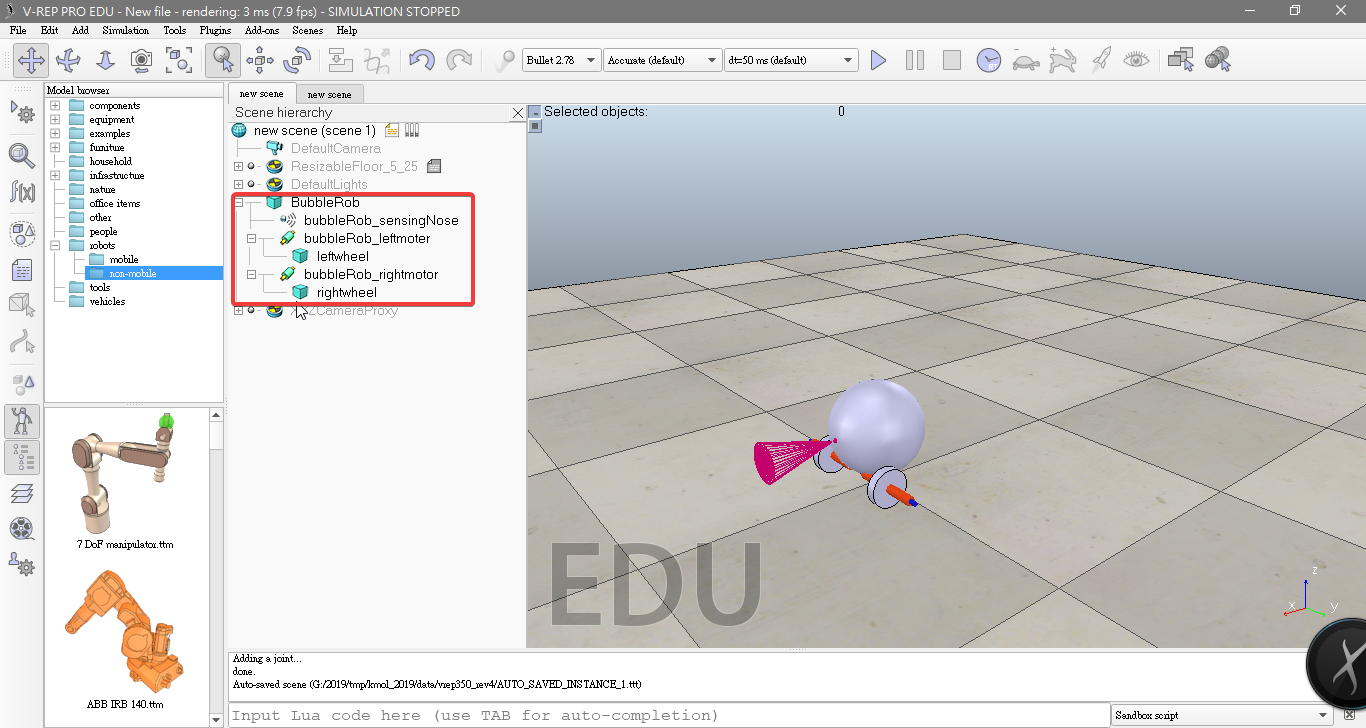 V-REP PRO EDU - New file - rendering: 3 ms (7.9 fps) - SIMULATION STOPPED
File Edit Add Simulation Tools Plugins Add-ons Scenes Help
Bullet 2.78 Accurate (default) dt=50 ms (default) RT
Model browser
components
equipment
examples
furniture
household
infrastructure
nature
office items
other
people
robots
mobile
non-mobile
tools
vehicles
7 DoF manipulator.ttm
ABB IRB 140.ttm
new scene new scene
Scene hierarchy
new scene (scene 1)
DefaultCamera
ResizableFloor_5_25
DefaultLights
BubbleRob
bubbleRob_sensingNose
bubbleRob_leftmoter
leftwheel
bubbleRob_rightmotor
rightwheel
Selected objects: 0
EDU
z
x
y
f(x)
Adding a joint...
done.
Auto-saved scene (G:/2019/tmp/kmol_2019/data/vrep350_rev4/AUTO_SAVED_INSTANCE_1.ttt)
Input Lua code here (use TAB for auto-completion)
Sandbox script